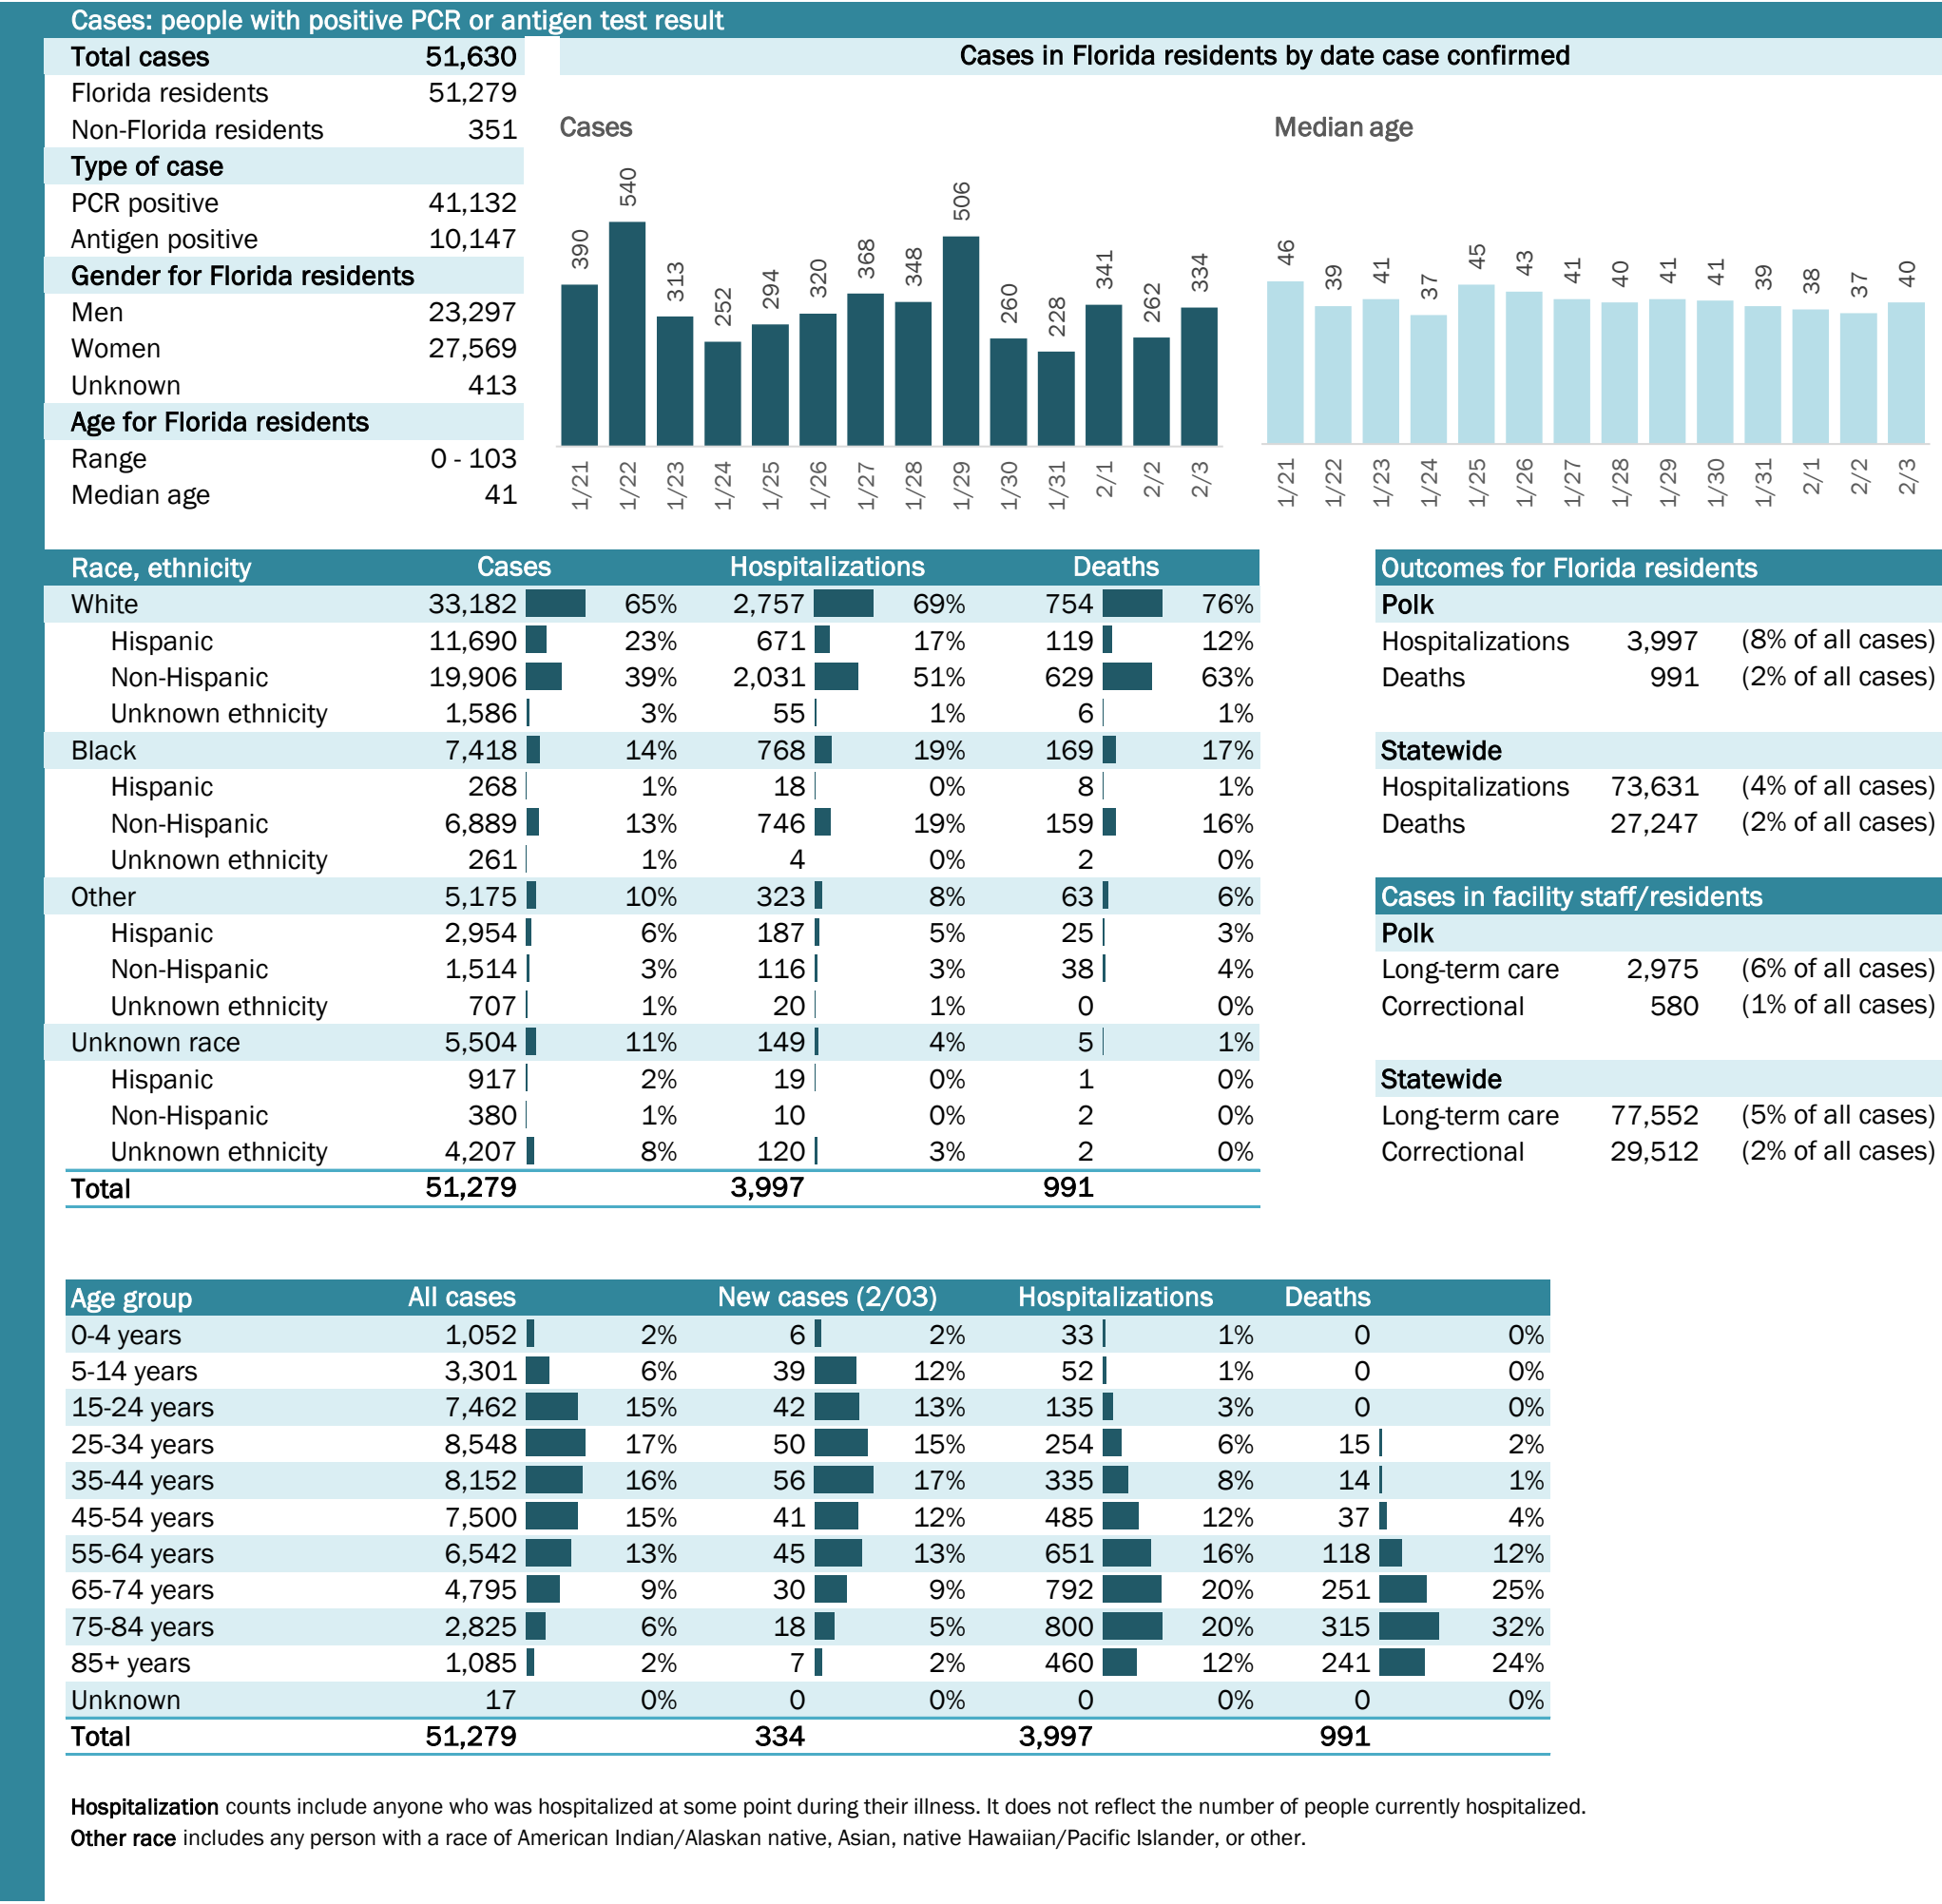 Cases: people with positive PCR or antigen test result
Total cases 51,630
Florida residents 51,279
Non-Florida residents 351
Type of case
PCR positive 41,132
Antigen positive 10,147
Gender for Florida residents
Men 23,297
Women 27,569
Unknown 413
Age for Florida residents
Range 0 - 103
Median age 41
Cases in Florida residents by date case confirmed
Cases
390 540 313 252 294 320 368 348 506 260 228 341 262 334
1/21 1/22 1/23 1/24 1/25 1/26 1/27 1/28 1/29 1/30 1/31 2/1 2/2 2/3
Median age
46 39 41 37 45 43 41 40 41 41 39 38 37 40
1/21 1/22 1/23 1/24 1/25 1/26 1/27 1/28 1/29 1/30 1/31 2/1 2/2 2/3
Race, ethnicity Cases Hospitalizations Deaths
White 33,182 65% 2,757 69% 754 76%
Hispanic 11,690 23% 671 17% 119 12%
Non-Hispanic 19,906 39% 2,031 51% 629 63%
Unknown ethnicity 1,586 3% 55 1% 6 1%
Black 7,418 14% 768 19% 169 17%
Hispanic 268 1% 18 0% 8 1%
Non-Hispanic 6,889 13% 746 19% 159 16%
Unknown ethnicity 261 1% 4 0% 2 0%
Other 5,175 10% 323 8% 63 6%
Hispanic 2,954 6% 187 5% 25 3%
Non-Hispanic 1,514 3% 116 3% 38 4%
Unknown ethnicity 707 1% 20 1% 0 0%
Unknown race 5,504 11% 149 4% 5 1%
Hispanic 917 2% 19 0% 1 0%
Non-Hispanic 380 1% 10 0% 2 0%
Unknown ethnicity 4,207 8% 120 3% 2 0%
Total 51,279 3,997 991
Outcomes for Florida residents
Polk
Hospitalizations 3,997 (8% of all cases)
Deaths 991 (2% of all cases)
Statewide
Hospitalizations 73,631 (4% of all cases)
Deaths 27,247 (2% of all cases)
Cases in facility staff/residents
Polk
Long-term care 2,975 (6% of all cases)
Correctional 580 (1% of all cases)
Statewide
Long-term care 77,552 (5% of all cases)
Correctional 29,512 (2% of all cases)
Age group All cases New cases (2/03) Hospitalizations Deaths
0-4 years 1,052 2% 6 2% 33 1% 0 0%
5-14 years 3,301 6% 39 12% 52 1% 0 0%
15-24 years 7,462 15% 42 13% 135 3% 0 0%
25-34 years 8,548 17% 50 15% 254 6% 15 2%
35-44 years 8,152 16% 56 17% 335 8% 14 1%
45-54 years 7,500 15% 41 12% 485 12% 37 4%
55-64 years 6,542 13% 45 13% 651 16% 118 12%
65-74 years 4,795 9% 30 9% 792 20% 251 25%
75-84 years 2,825 6% 18 5% 800 20% 315 32%
85+ years 1,085 2% 7 2% 460 12% 241 24%
Unknown 17 0% 0 0% 0 0% 0 0%
Total 51,279 334 3,997 991
Hospitalization counts include anyone who was hospitalized at some point during their illness. It does not reflect the number of people currently hospitalized.
Other race includes any person with a race of American Indian/Alaskan native, Asian, native Hawaiian/Pacific Islander, or other.